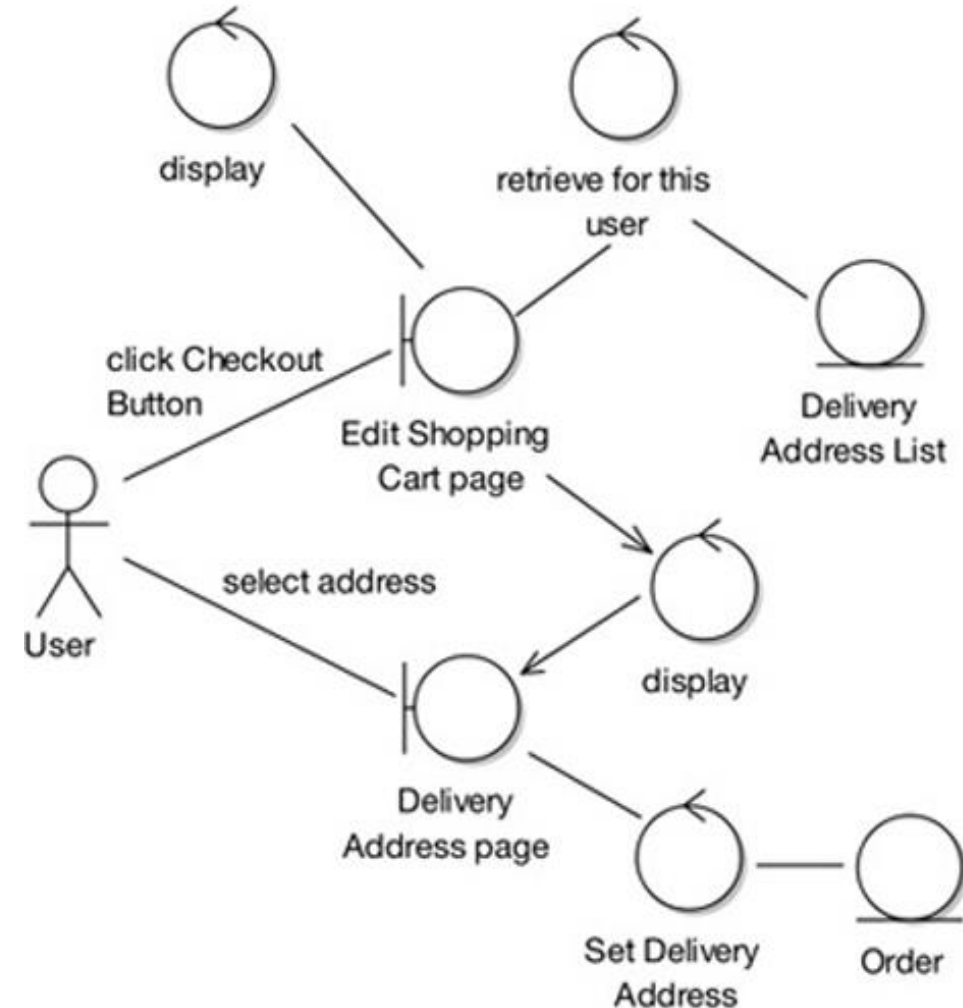 display
retrieve for this
user
click Checkout
Button
Delivery
Address List
Edit Shopping
Cart page
select address
User
display
Delivery
Address page
Set Delivery
Address
Order